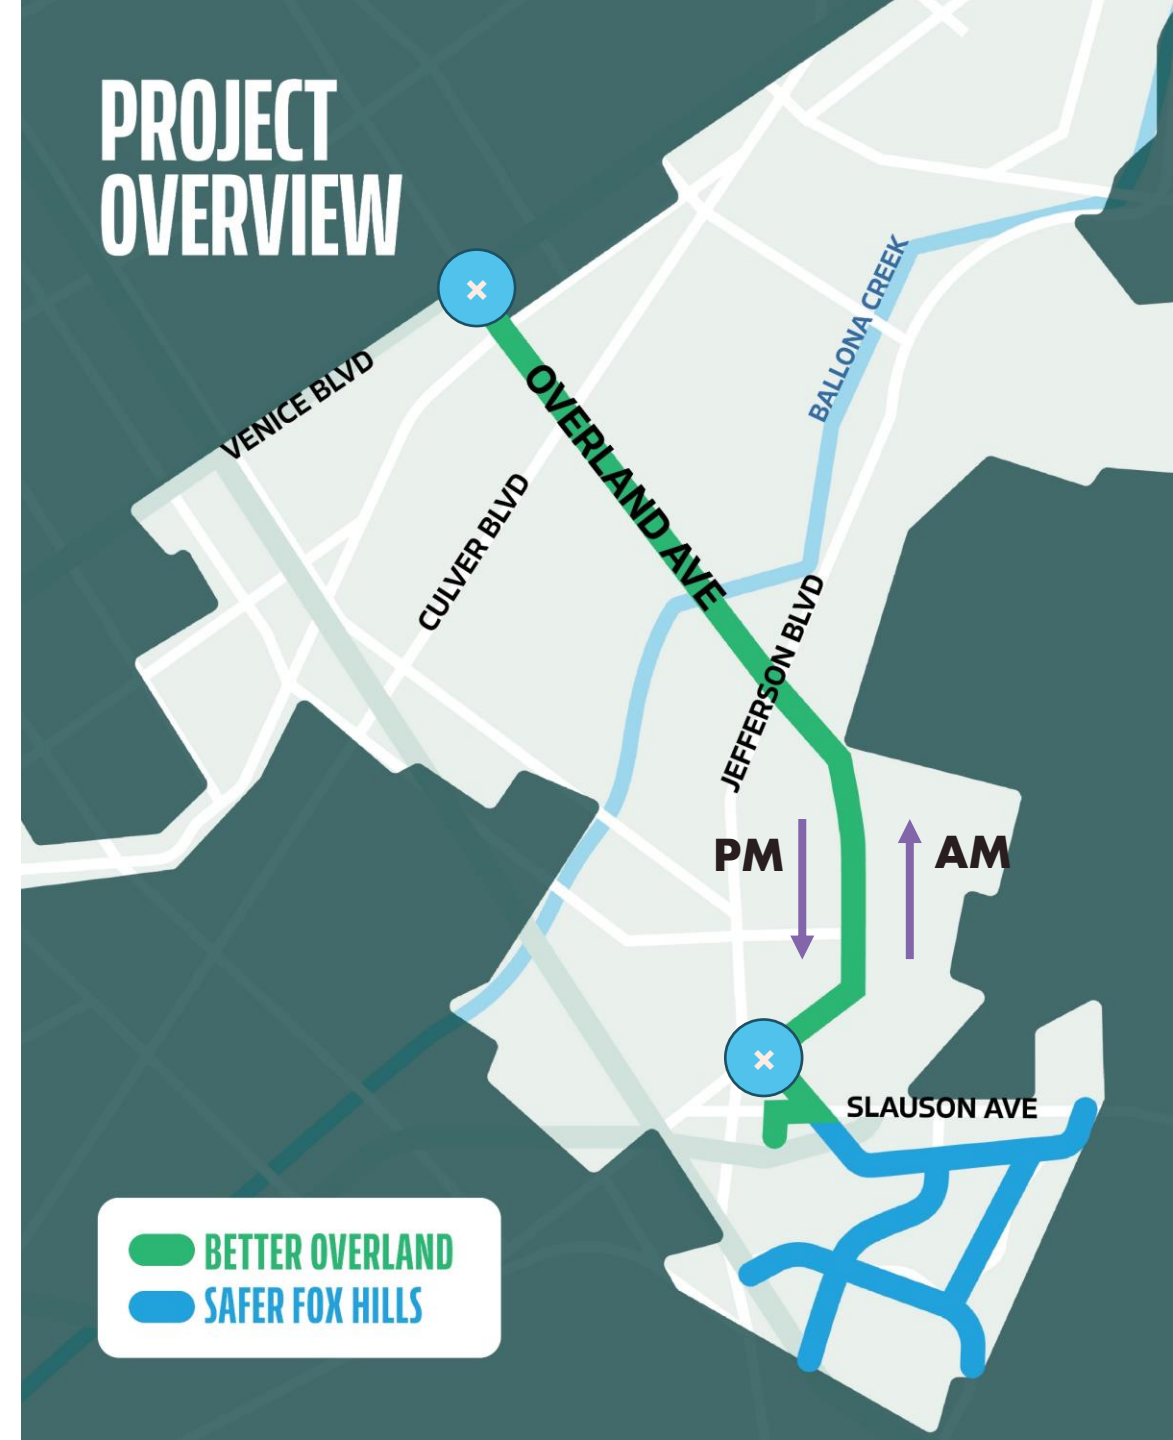 PROJECT
OVERVIEW
VENICE BLVD
OVERLAND AVE
BALLONA CREEK
CULVER BLVD
JEFFERSON BLVD
PM
AM
SLAUSON AVE
BETTER OVERLAND
SAFER FOX HILLS